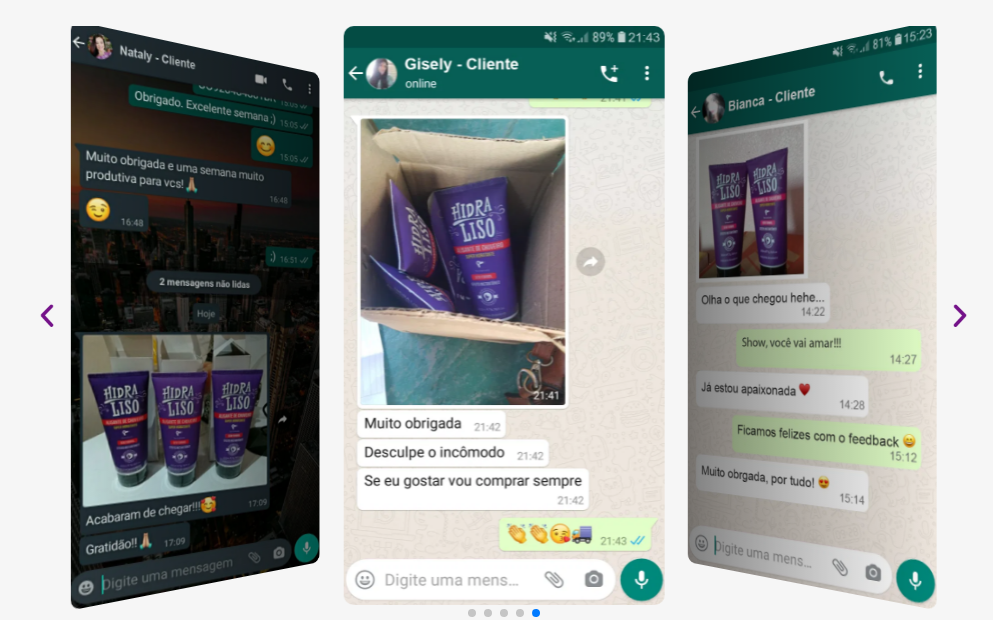 Nataly - Cliente
Obrigado. Excelente semana ;)
15:05
15:05
Muito obrigada e uma semana muito
produtiva para vcs!
16:48
16:48
;) 16:51
2 mensagens não lidas
Hoje
HIDRA
LISO
HIDRA
LISO
HIDRA
LISO
17:09
Acabaram de chegar!!!
Gratidão!! 17:09
Digite uma mensagem
89% 21:43
Gisely - Cliente
online
21:41
HIDRA
LISO
HIDRA
LISO
21:41
Muito obrigada 21:42
Desculpe o incômodo 21:42
Se eu gostar vou comprar sempre
21:42
21:43
Digite uma mens...
81% 15:23
Bianca - Cliente
HIDRA
LISO
HIDRA
LISO
Olha o que chegou hehe...
14:22
Show, você vai amar!!!
14:27
Já estou apaixonada
14:28
Ficamos felizes com o feedback
15:12
Muito obrgada, por tudo!
15:14
Digite uma mens...